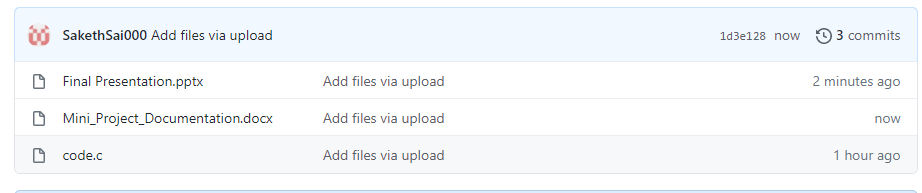 SakethSai000 Add files via upload 1d3e128 now 3 commits
Final Presentation.pptx Add files via upload 2 minutes ago
Mini_Project_Documentation.docx Add files via upload now
code.c Add files via upload 1 hour ago